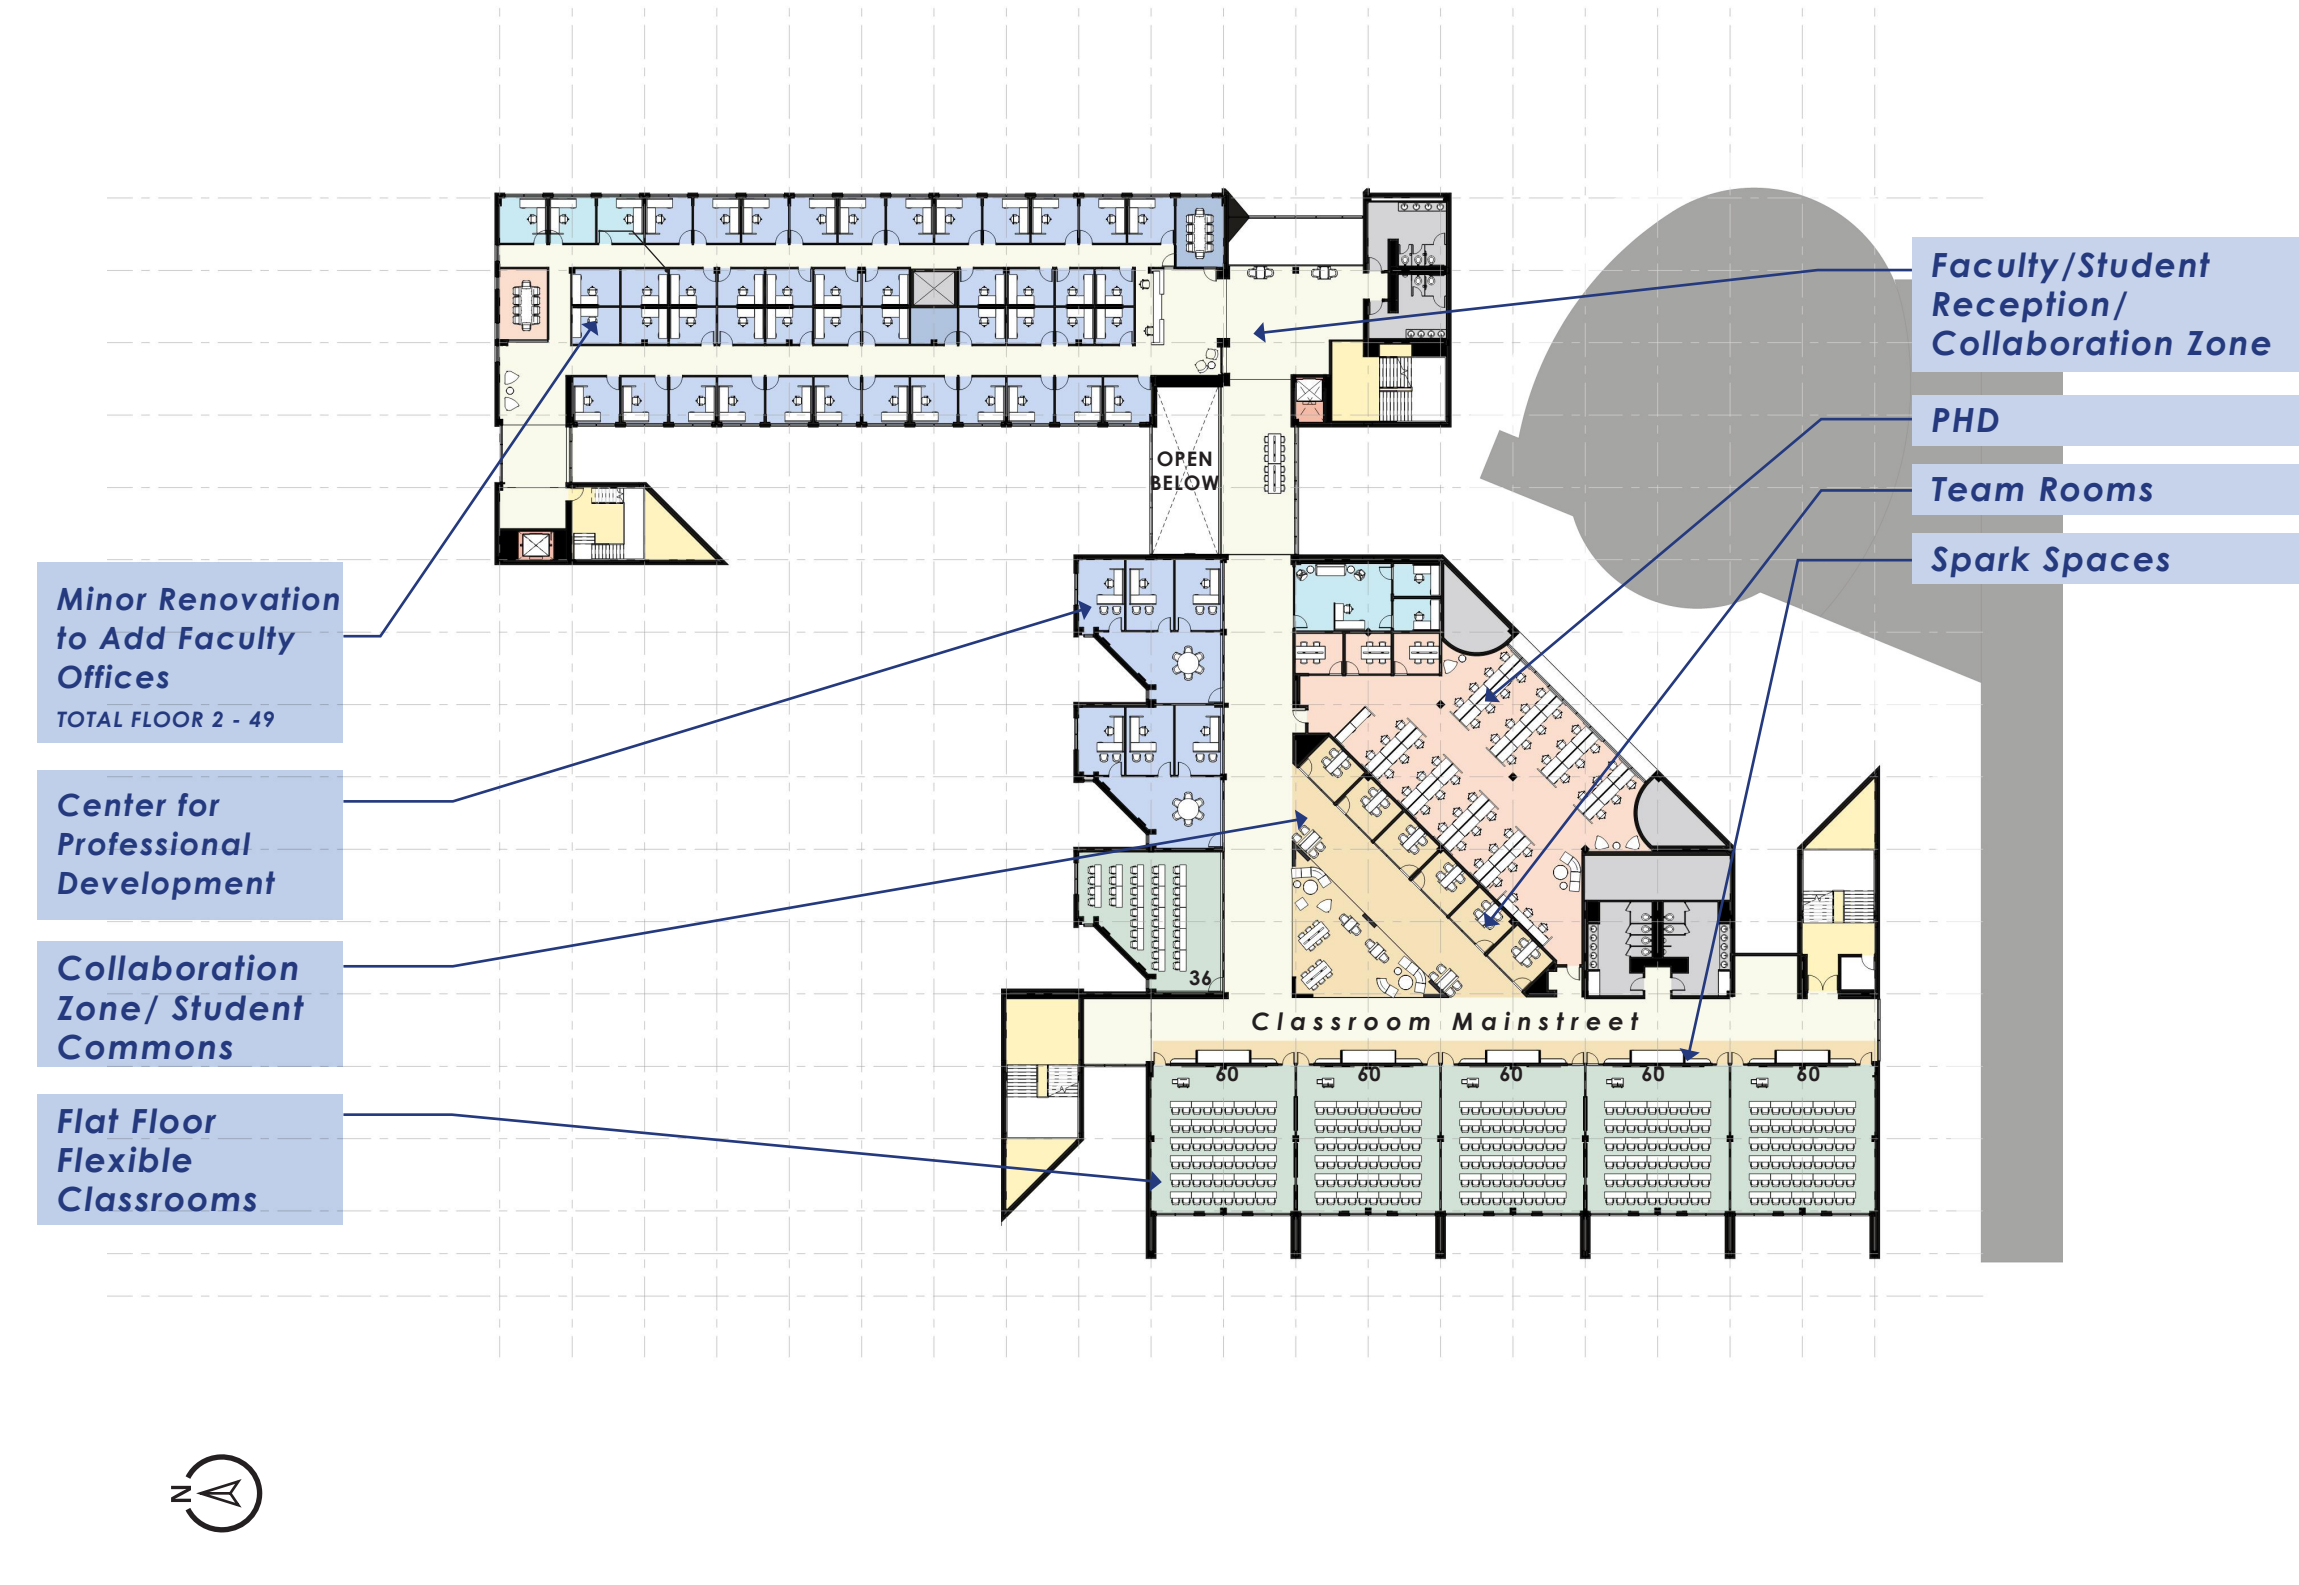 Faculty/Student
Reception/
Collaboration Zone
PHD
Team Rooms
Spark Spaces
OPEN
BELOW
Minor Renovation
to Add Faculty
Offices
TOTAL FLOOR 2 - 49
Center for
Professional
Development
Collaboration
Zone/ Student
Commons
Flat Floor
Flexible
Classrooms
36
Classroom Mainstreet
60 60 60 60 60
N